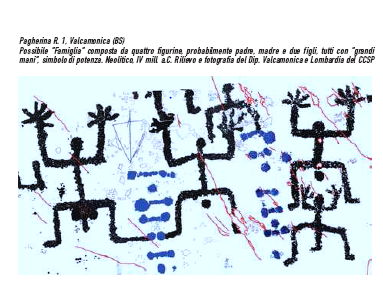 Pagherina R. 1, Valcamonica (BS)
Possibile "Famiglia" composta da quattro figurine, probabilmente padre, madre e due figli, tutti con "grandi
mani", simbolo di potenza. Neolitico, IV mill. a.C. Rilievo e fotografia del Dip. Valcamonica e Lombardia del CCSP